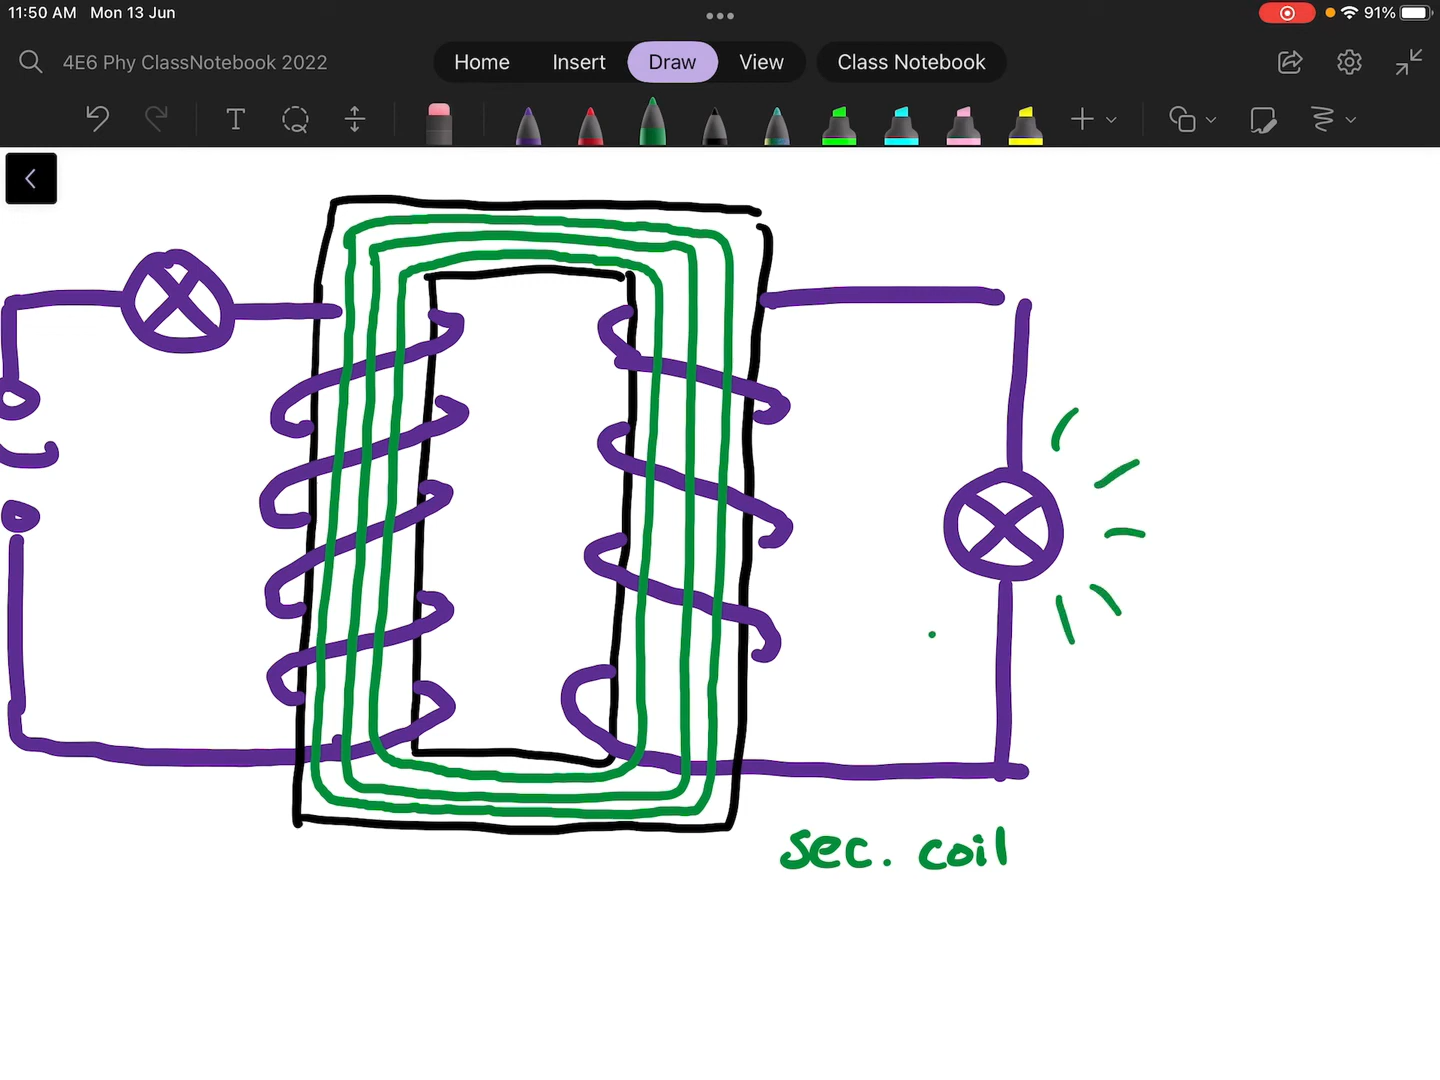 11:50 AM Mon 13 Jun 91%
4E6 Phy ClassNotebook 2022 Home Insert Draw View Class Notebook
sec. coil